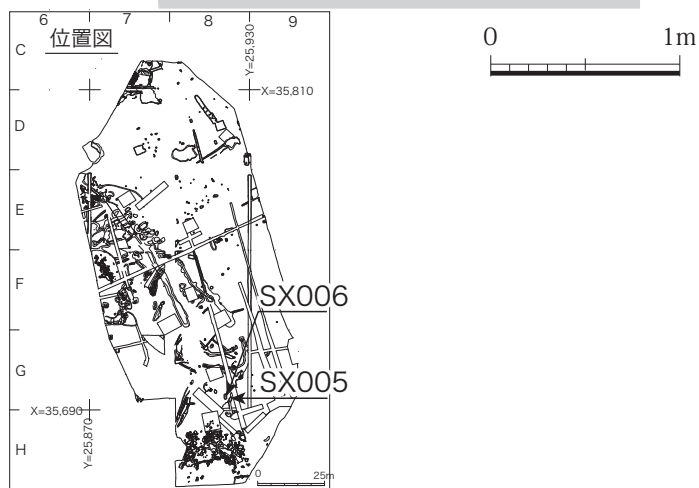 6 7 8 9
位置図
C
D
E
F
G
H
Y=25,930
X=35,810
SX006
SX005
X=35,690
Y=25,870
0 25m
0 1m